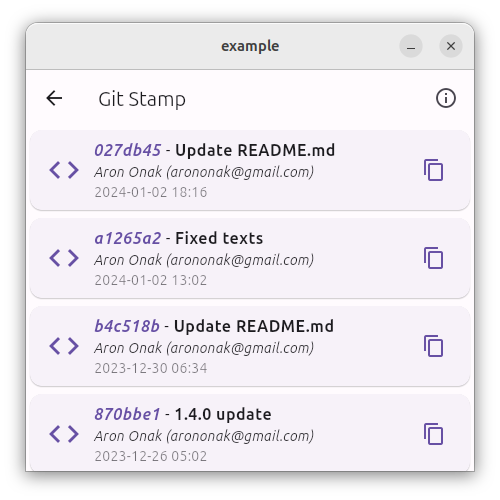 example
Git Stamp
027db45 - Update README.md
Aron Onak (arononak@gmail.com)
2024-01-02 18:16
a1265a2 - Fixed texts
Aron Onak (arononak@gmail.com)
2024-01-02 13:02
b4c518b - Update README.md
Aron Onak (arononak@gmail.com)
2023-12-30 06:34
870bbe1 - 1.4.0 update
Aron Onak (arononak@gmail.com)
2023-12-26 05:02